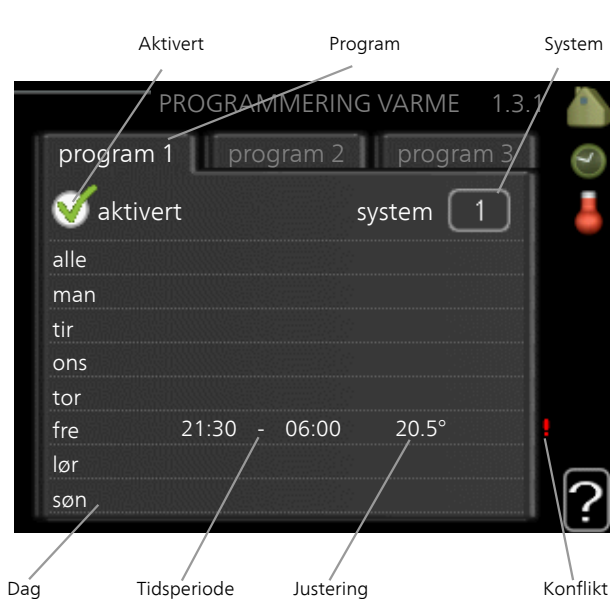 Aktivert Program System
PROGRAMMERING VARME 1.3.1
program 1 program 2 program 3
aktivert system 1
alle
man
tir
ons
tor
fre 21:30 - 06:00 20.5° !
lør
søn
?
Dag Tidsperiode Justering Konflikt